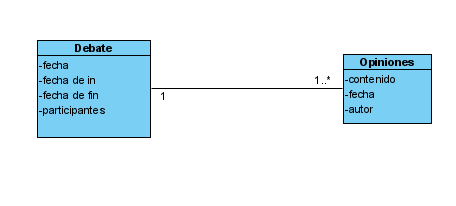 Debate
-fecha
-fecha de in
-fecha de fin
-participantes
1
1..*
Opiniones
-contenido
-fecha
-autor